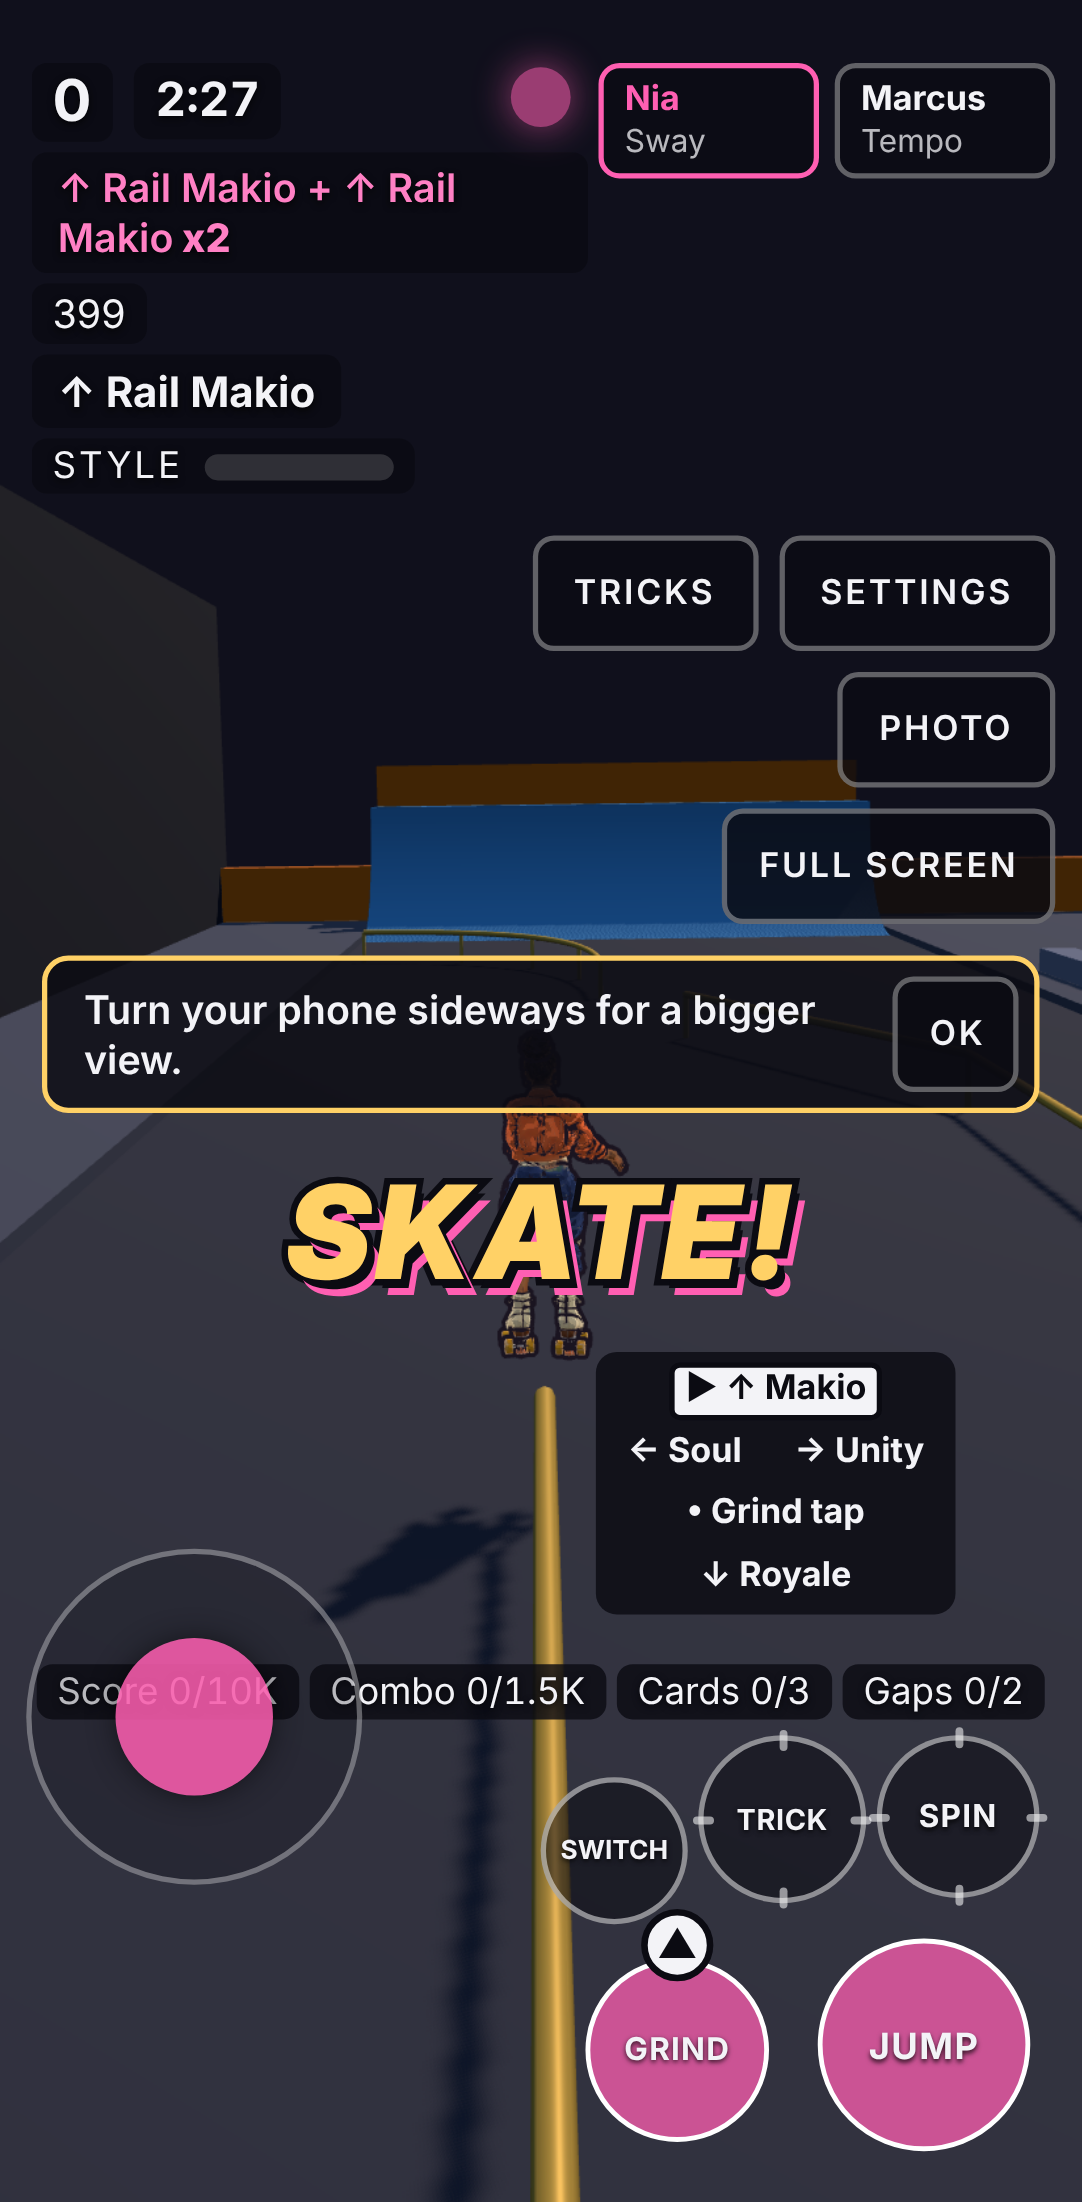 0 2:27
Nia
Sway
Marcus
Tempo
↑ Rail Makio + ↑ Rail
Makio x2
399
↑ Rail Makio
STYLE
TRICKS SETTINGS
PHOTO
FULL SCREEN
Turn your phone sideways for a bigger
view.
OK
SKATE!
▶ ↑ Makio
← Soul → Unity
• Grind tap
↓ Royale
Score 0/10K Combo 0/1.5K Cards 0/3 Gaps 0/2
SWITCH TRICK SPIN
GRIND JUMP